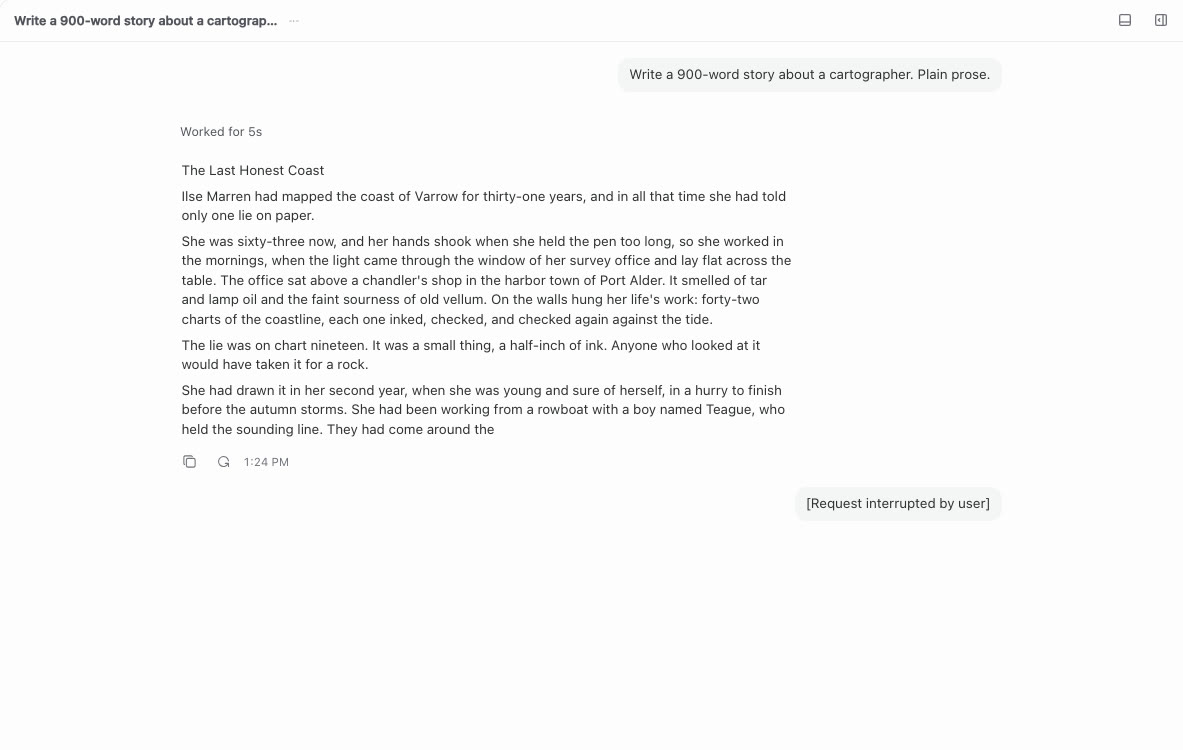 Write a 900-word story about a cartograp...
Write a 900-word story about a cartographer. Plain prose.
Worked for 5s
The Last Honest Coast
Ilse Marren had mapped the coast of Varrow for thirty-one years, and in all that time she had told
only one lie on paper.
She was sixty-three now, and her hands shook when she held the pen too long, so she worked in
the mornings, when the light came through the window of her survey office and lay flat across the
table. The office sat above a chandler's shop in the harbor town of Port Alder. It smelled of tar
and lamp oil and the faint sourness of old vellum. On the walls hung her life's work: forty-two
charts of the coastline, each one inked, checked, and checked again against the tide.
The lie was on chart nineteen. It was a small thing, a half-inch of ink. Anyone who looked at it
would have taken it for a rock.
She had drawn it in her second year, when she was young and sure of herself, in a hurry to finish
before the autumn storms. She had been working from a rowboat with a boy named Teague, who
held the sounding line. They had come around the
1:24 PM
[Request interrupted by user]